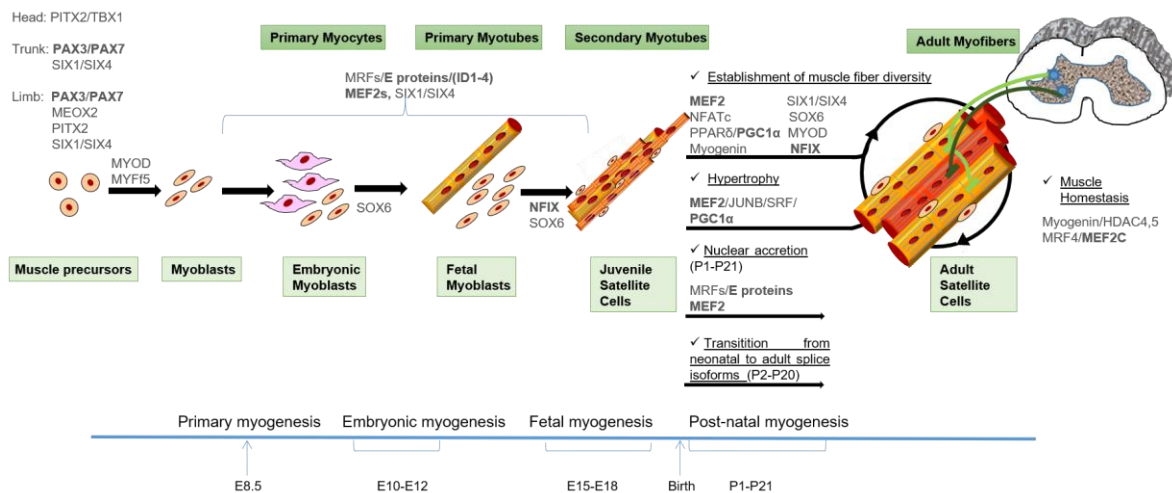 Head: PITX2/TBX1
Trunk: PAX3/PAX7
SIX1/SIX4
Limb: PAX3/PAX7
MEOX2
PITX2
SIX1/SIX4
MYOD
MYFf5
Primary Myocytes
Primary Myotubes
Secondary Myotubes
Adult Myofibers
MRFs/E proteins/(ID1-4)
MEF2s, SIX1/SIX4
SOX6
NFIX
SOX6
✓ Establishment of muscle fiber diversity
MEF2 SIX1/SIX4
NFATc SOX6
PPARδ/PGC1α MYOD
Myogenin NFIX
✓ Hypertrophy
MEF2/JUNB/SRF/
PGC1α
✓ Nuclear accretion
(P1-P21)
MRFs/E proteins
MEF2
✓ Transitition from
neonatal to adult splice
isoforms (P2-P20)
✓ Muscle
Homestasis
Myogenin/HDAC4,5
MRF4/MEF2C
Muscle precursors
Myoblasts
Embryonic
Myoblasts
Fetal
Myoblasts
Juvenile
Satellite
Cells
Adult
Satellite
Cells
Primary myogenesis
Embryonic myogenesis
Fetal myogenesis
Post-natal myogenesis
E8.5
E10-E12
E15-E18
Birth
P1-P21